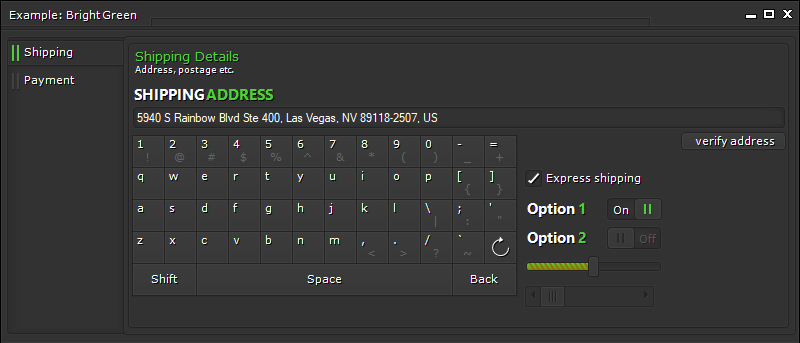 Example: Bright Green
Shipping
Payment
Shipping Details
Address, postage etc.
SHIPPINGADDRESS
5940 S Rainbow Blvd Ste 400, Las Vegas, NV 89118-2507, US
verify address
1 2 3 4 5 6 7 8 9 0 - =
! @ # $ % ^ & * ( ) _ +
q w e r t y u i o p [ ]
{ }
a s d f g h j k l \ ; '
| : "
z x c v b n m , . / `
< > ? ~
Shift Space Back
Express shipping
Option 1 On
Option 2 Off